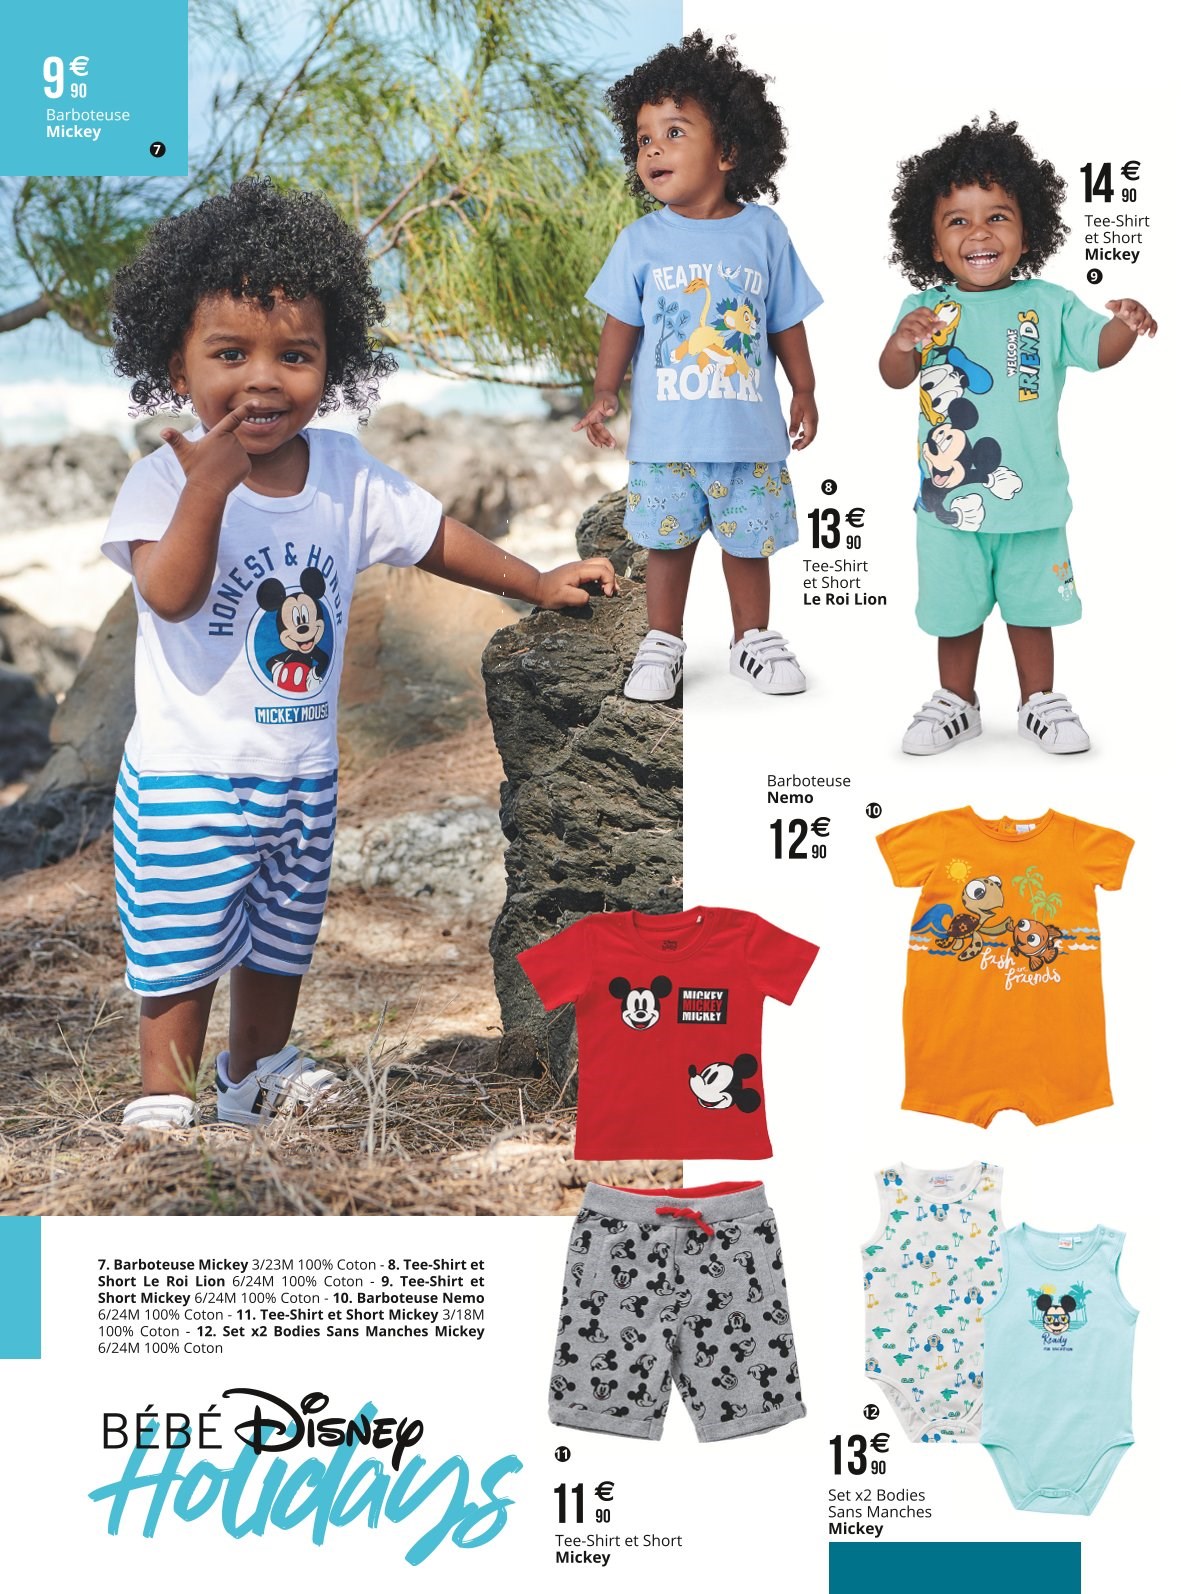 9€90
Barboteuse
Mickey
7
HONEST & HONOR
MICKEY MOUSE
READY TO
ROAR!
8
13€90
Tee-Shirt
et Short
Le Roi Lion
14€90
Tee-Shirt
et Short
Mickey
9
WELCOME
FRIENDS
Barboteuse
Nemo
10
12€90
fish
friends
MICKEY
MICKEY
MICKEY
7. Barboteuse Mickey 3/23M 100% Coton - 8. Tee-Shirt et
Short Le Roi Lion 6/24M 100% Coton - 9. Tee-Shirt et
Short Mickey 6/24M 100% Coton - 10. Barboteuse Nemo
6/24M 100% Coton - 11. Tee-Shirt et Short Mickey 3/18M
100% Coton - 12. Set x2 Bodies Sans Manches Mickey
6/24M 100% Coton
BÉBÉ Disney
Holidays
11
11€90
Tee-Shirt et Short
Mickey
Ready
FOR VACATION
12
13€90
Set x2 Bodies
Sans Manches
Mickey